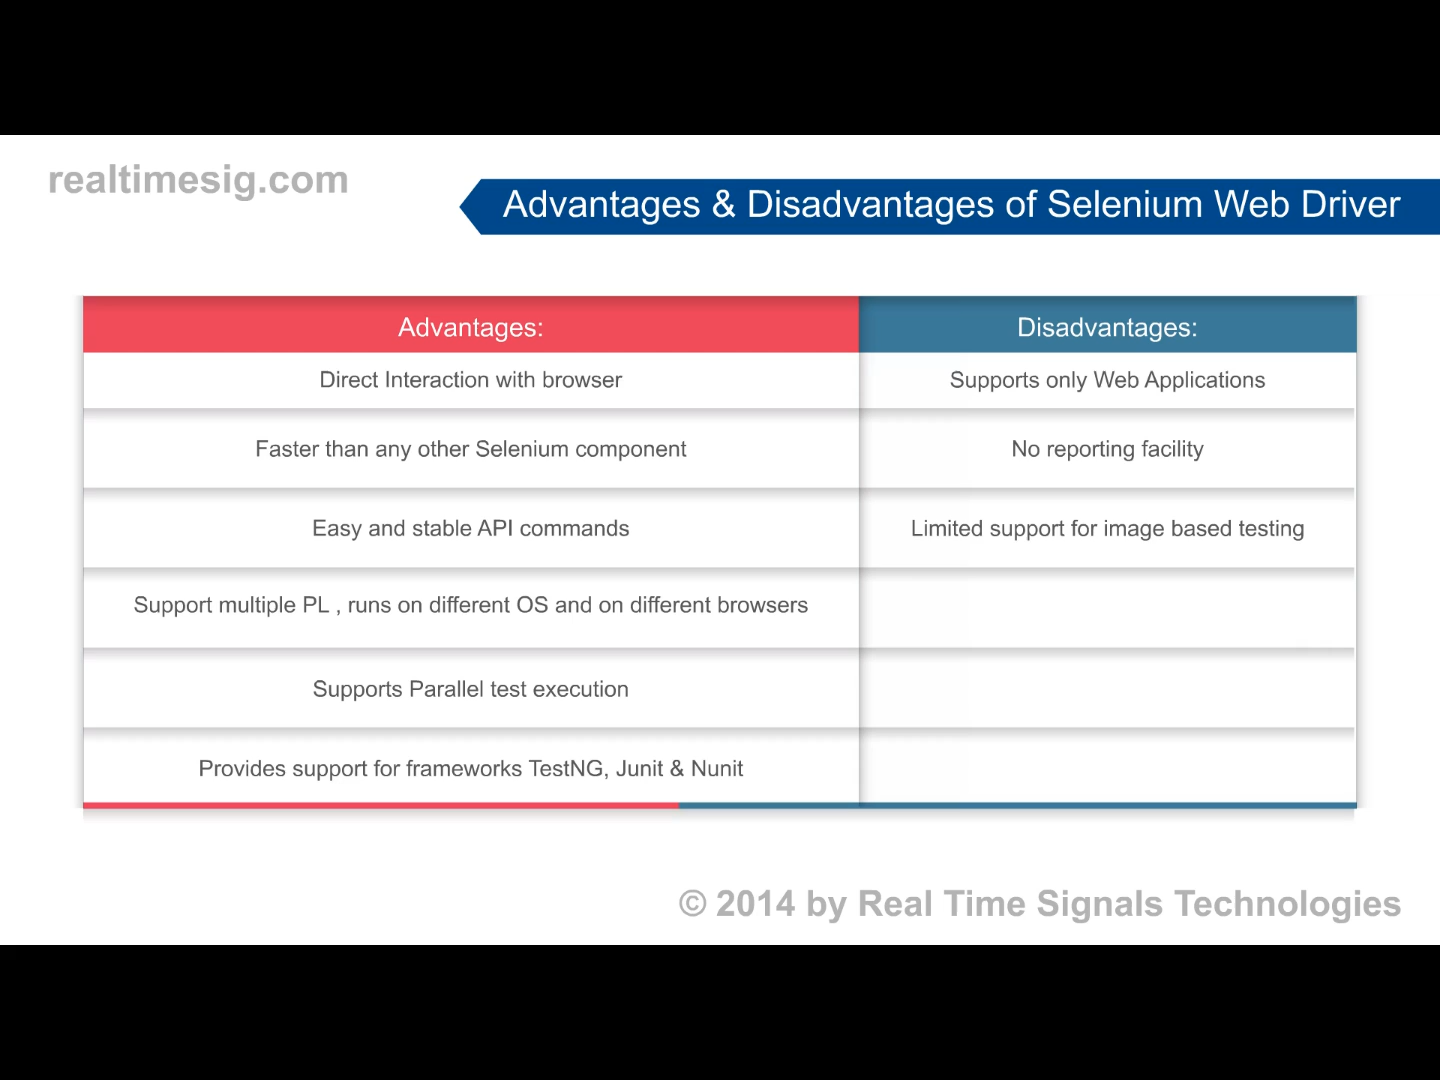 realtimesig.com
Advantages & Disadvantages of Selenium Web Driver
Advantages: Disadvantages:
Direct Interaction with browser Supports only Web Applications
Faster than any other Selenium component No reporting facility
Easy and stable API commands Limited support for image based testing
Support multiple PL , runs on different OS and on different browsers
Supports Parallel test execution
Provides support for frameworks TestNG, Junit & Nunit
© 2014 by Real Time Signals Technologies